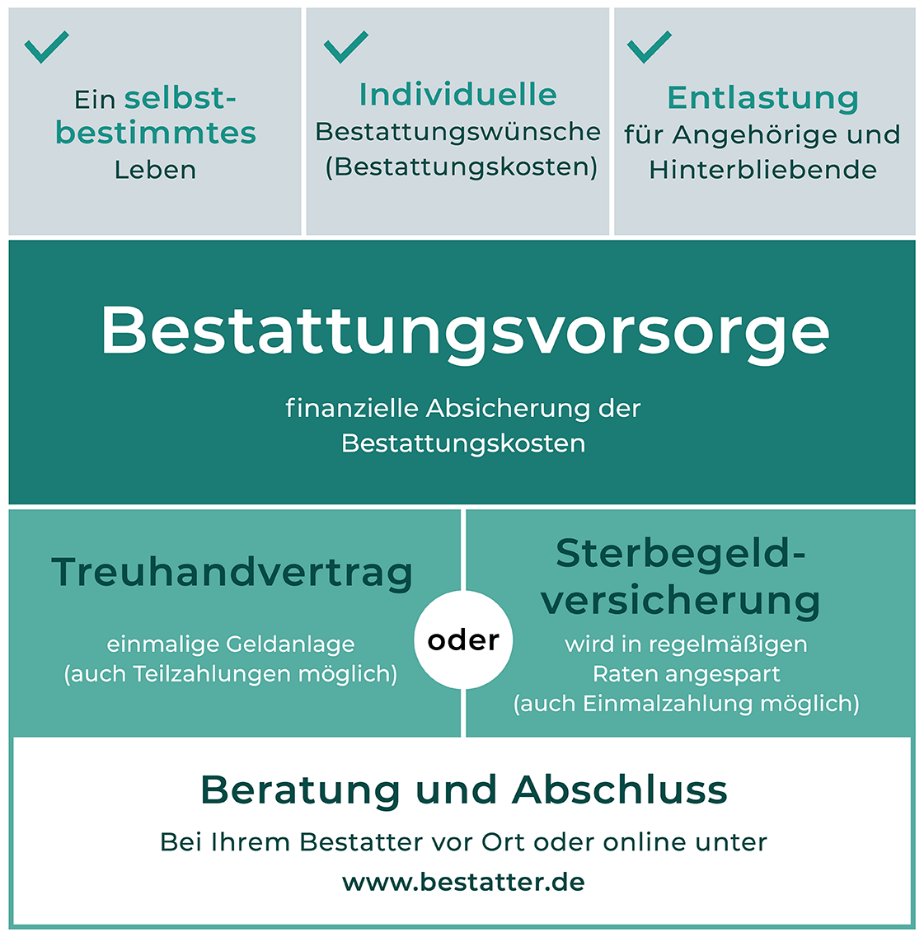 Ein selbst-
bestimmtes
Leben
Individuelle
Bestattungswünsche
(Bestattungskosten)
Entlastung
für Angehörige und
Hinterbliebende
Bestattungsvorsorge
finanzielle Absicherung der
Bestattungskosten
Treuhandvertrag
einmalige Geldanlage
(auch Teilzahlungen möglich)
oder
Sterbegeld-
versicherung
wird in regelmäßigen
Raten angespart
(auch Einmalzahlung möglich)
Beratung und Abschluss
Bei Ihrem Bestatter vor Ort oder online unter
www.bestatter.de